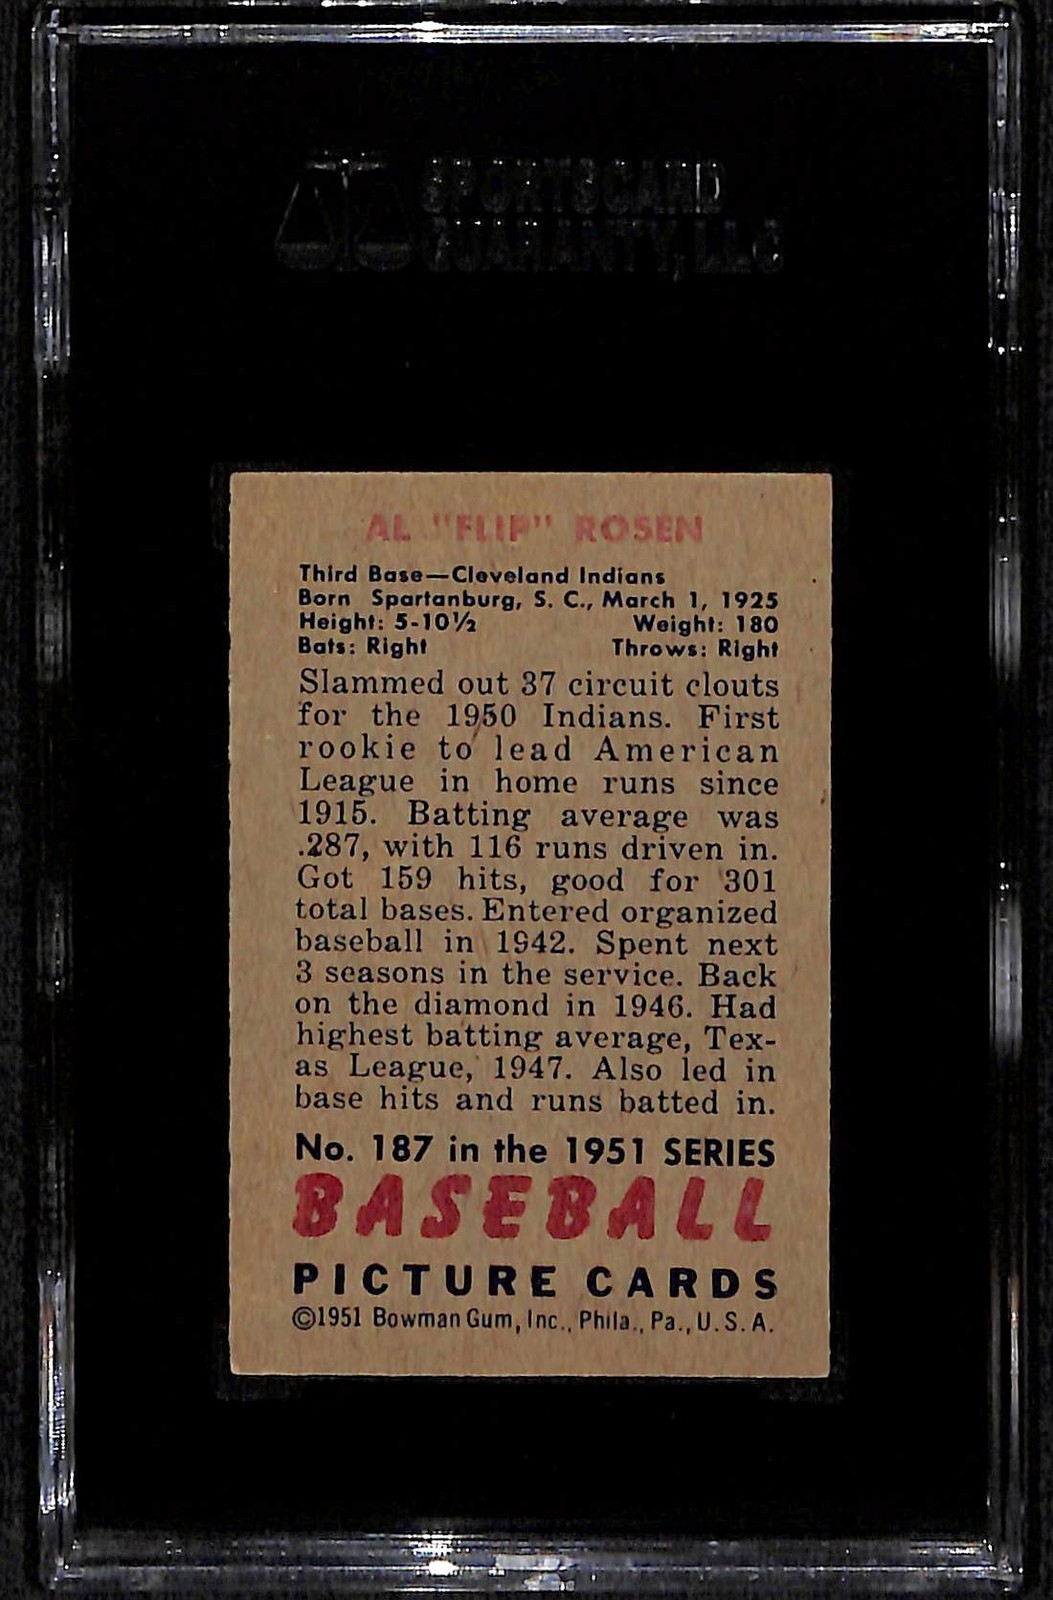 SPORTSCARD
GUARANTY, LLC
AL "FLIP" ROSEN
Third Base—Cleveland Indians
Born Spartanburg, S. C., March 1, 1925
Height: 5-10½ Weight: 180
Bats: Right Throws: Right
Slammed out 37 circuit clouts
for the 1950 Indians. First
rookie to lead American
League in home runs since
1915. Batting average was
.287, with 116 runs driven in.
Got 159 hits, good for 301
total bases. Entered organized
baseball in 1942. Spent next
3 seasons in the service. Back
on the diamond in 1946. Had
highest batting average, Tex-
as League, 1947. Also led in
base hits and runs batted in.
No. 187 in the 1951 SERIES
BASEBALL
PICTURE CARDS
©1951 Bowman Gum, Inc., Phila., Pa., U. S. A.